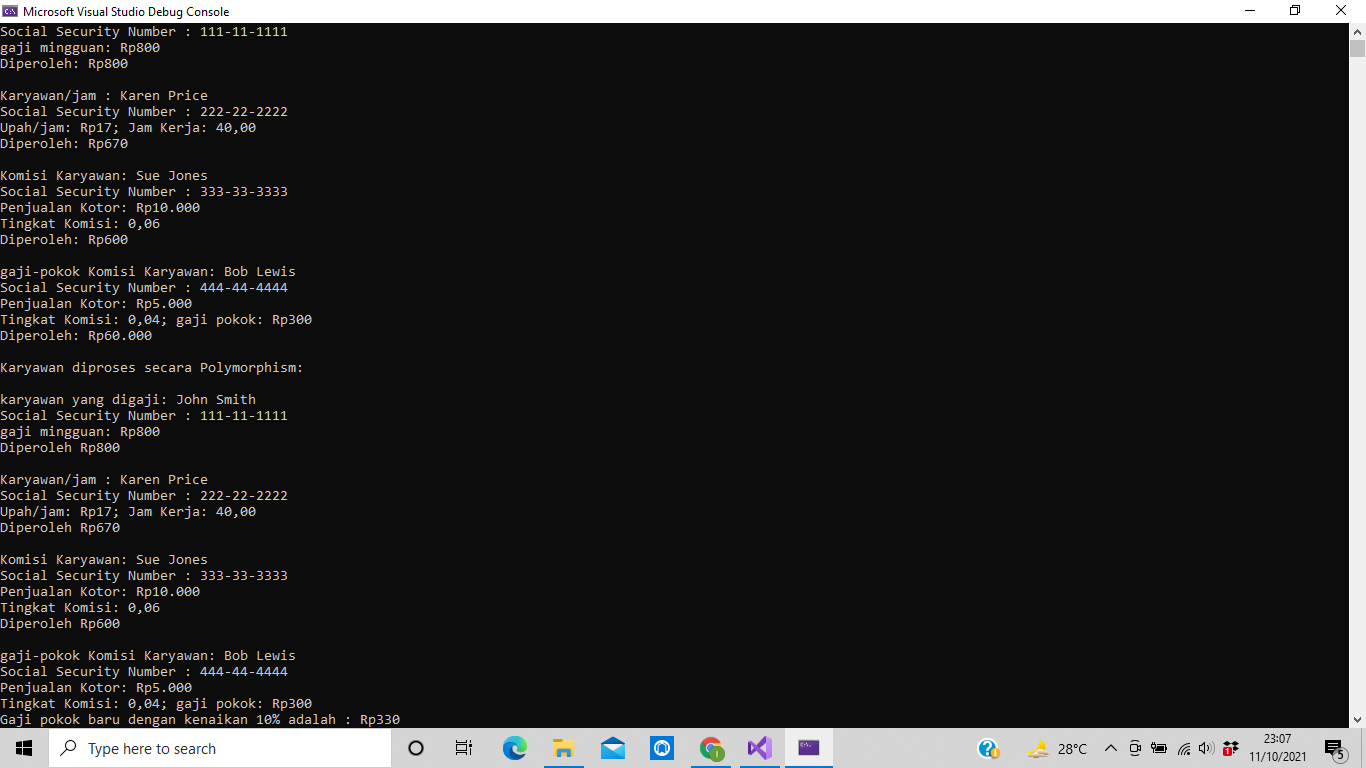 Microsoft Visual Studio Debug Console
Social Security Number : 111-11-1111
gaji mingguan: Rp800
Diperoleh: Rp800
Karyawan/jam : Karen Price
Social Security Number : 222-22-2222
Upah/jam: Rp17; Jam Kerja: 40,00
Diperoleh: Rp670
Komisi Karyawan: Sue Jones
Social Security Number : 333-33-3333
Penjualan Kotor: Rp10.000
Tingkat Komisi: 0,06
Diperoleh: Rp600
gaji-pokok Komisi Karyawan: Bob Lewis
Social Security Number : 444-44-4444
Penjualan Kotor: Rp5.000
Tingkat Komisi: 0,04; gaji pokok: Rp300
Diperoleh: Rp60.000
Karyawan diproses secara Polymorphism:
karyawan yang digaji: John Smith
Social Security Number : 111-11-1111
gaji mingguan: Rp800
Diperoleh Rp800
Karyawan/jam : Karen Price
Social Security Number : 222-22-2222
Upah/jam: Rp17; Jam Kerja: 40,00
Diperoleh Rp670
Komisi Karyawan: Sue Jones
Social Security Number : 333-33-3333
Penjualan Kotor: Rp10.000
Tingkat Komisi: 0,06
Diperoleh Rp600
gaji-pokok Komisi Karyawan: Bob Lewis
Social Security Number : 444-44-4444
Penjualan Kotor: Rp5.000
Tingkat Komisi: 0,04; gaji pokok: Rp300
Gaji pokok baru dengan kenaikan 10% adalah : Rp330
Type here to search
28°C
1
23:07
11/10/2021
5